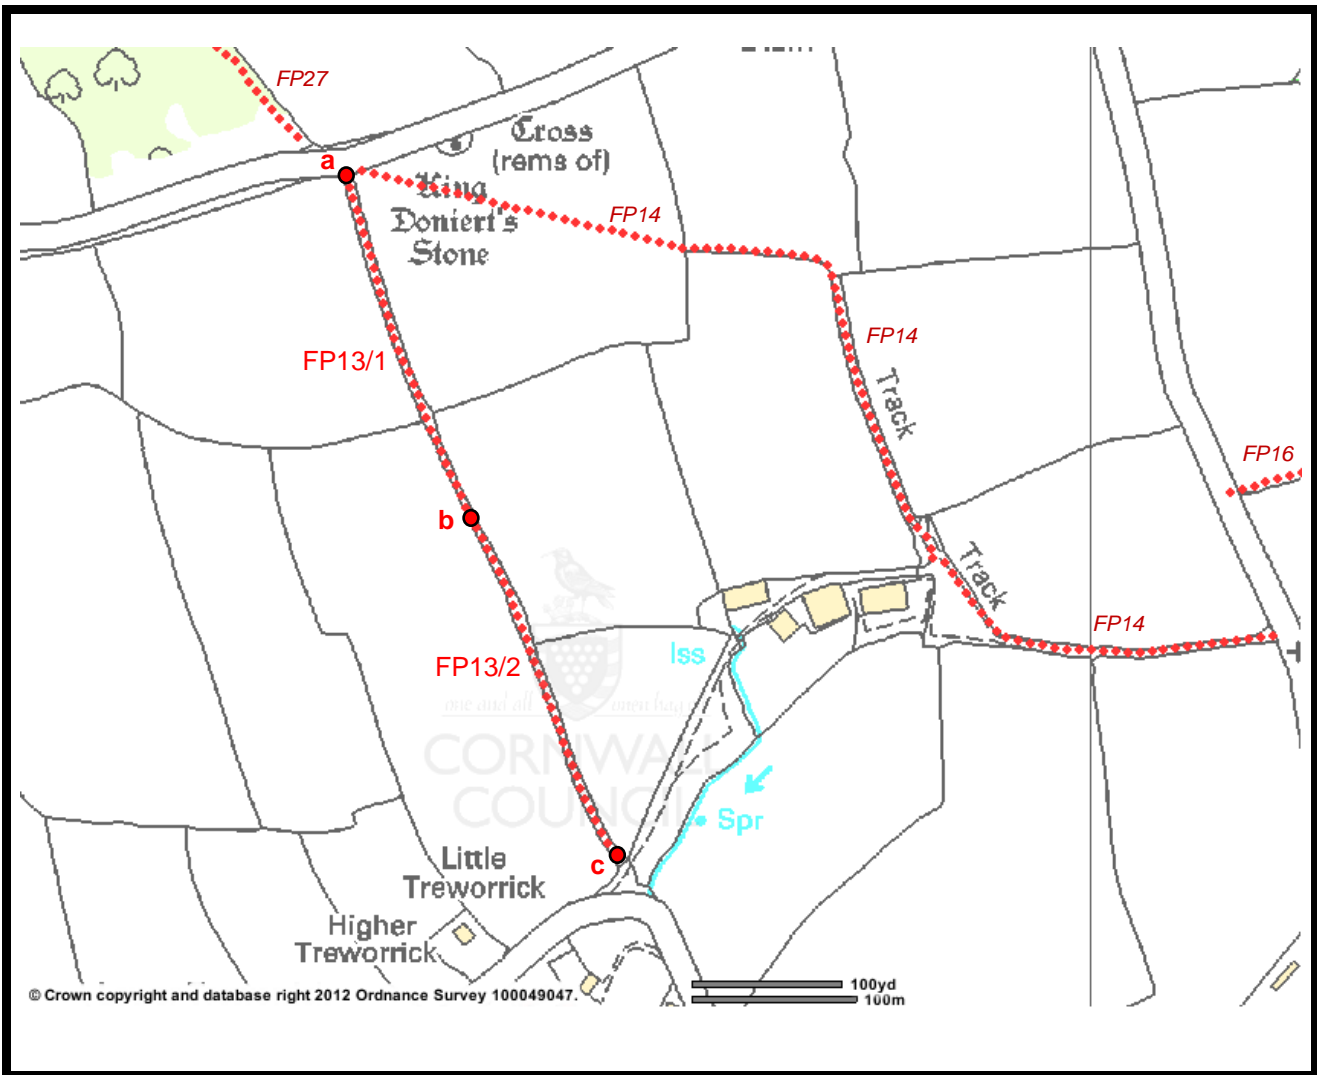 FP27
Cross
(rems of)
a
King
Doniert's
Stone
FP14
FP14
FP13/1
Track
FP16
b
Track
FP14
Iss
FP13/2
one and all
onen hag
CORNWALL
COUNCIL
Spr
c
Little
Treworrick
Higher
Treworrick
© Crown copyright and database right 2012 Ordnance Survey 100049047.
100yd
100m